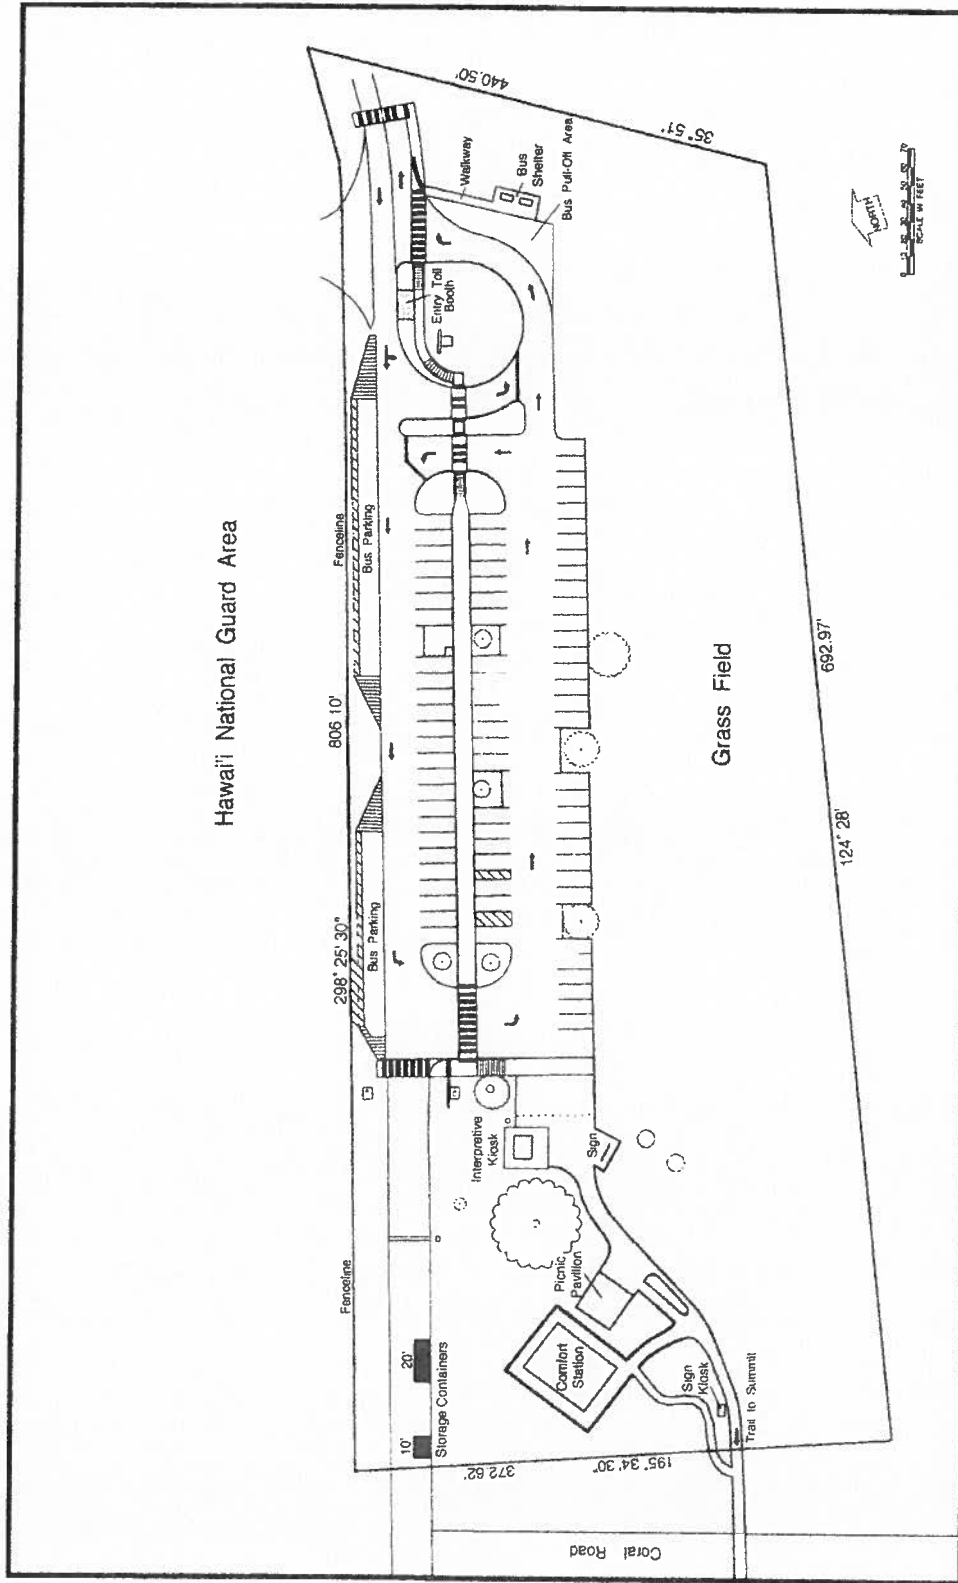 Hawai'i National Guard Area
440.50'
35° 51'
Walkway
Bus
Shelter
Bus Pull-Off Area
Entry Toll
Booth
NORTH
SCALE IN FEET
Fenceline
Bus Parking
806 10'
298° 25' 30"
Bus Parking
Grass Field
692.97'
124° 28'
Interpretive
Kiosk
Sign
Fenceline
Picnic
Pavilion
Comfort
Station
Sign
Kiosk
Trail to Summit
20'
10'
Storage Containers
372 62'
195° 34' 30"
Coral Road